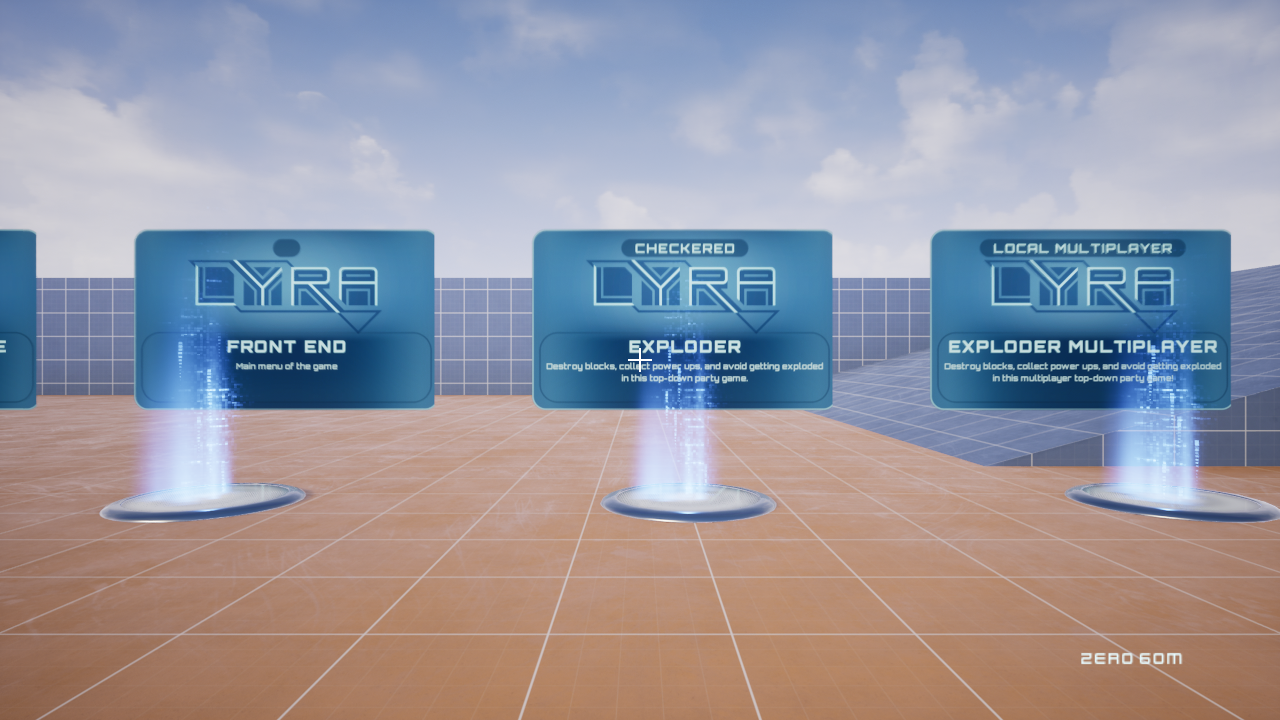 E
LYRA
FRONT END
Main menu of the game
CHECKERED
LYRA
EXPLODER
Destroy blocks, collect power ups, and avoid getting exploded
in this top-down party game.
LOCAL MULTIPLAYER
LYRA
EXPLODER MULTIPLAYER
Destroy blocks, collect power ups, and avoid getting exploded
in this multiplayer top-down party game!
ZERO 60M